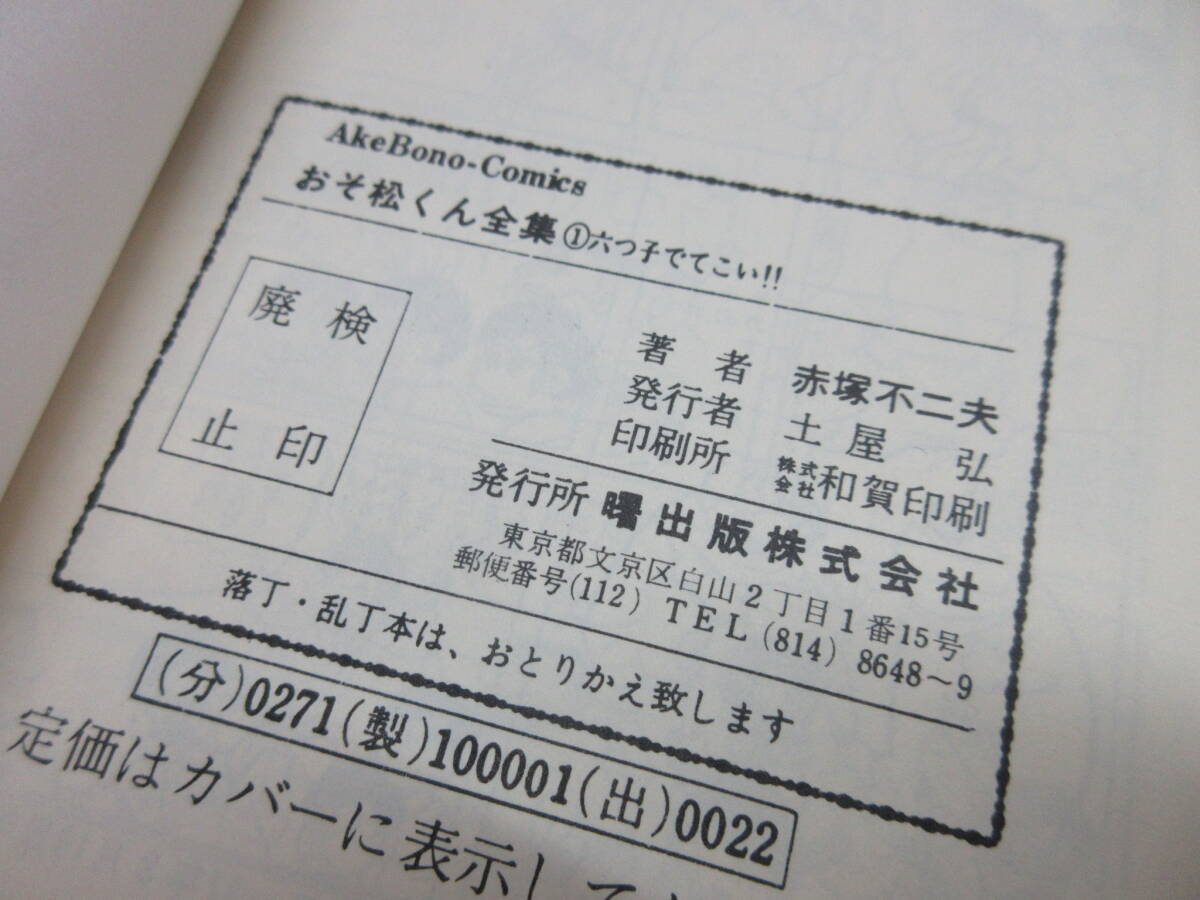 AkeBono-Comics
おそ松くん全集①六つ子でてこい!!
検印
廃止
著者 赤塚不二夫
発行者 土屋弘
印刷所 株式会社和賀印刷
発行所 曙出版株式会社
東京都文京区白山2丁目1番15号
郵便番号(112) TEL (814) 8648～9
落丁・乱丁本は、おとりかえ致します
(分)0271(製)100001(出)0022
定価はカバーに表示して